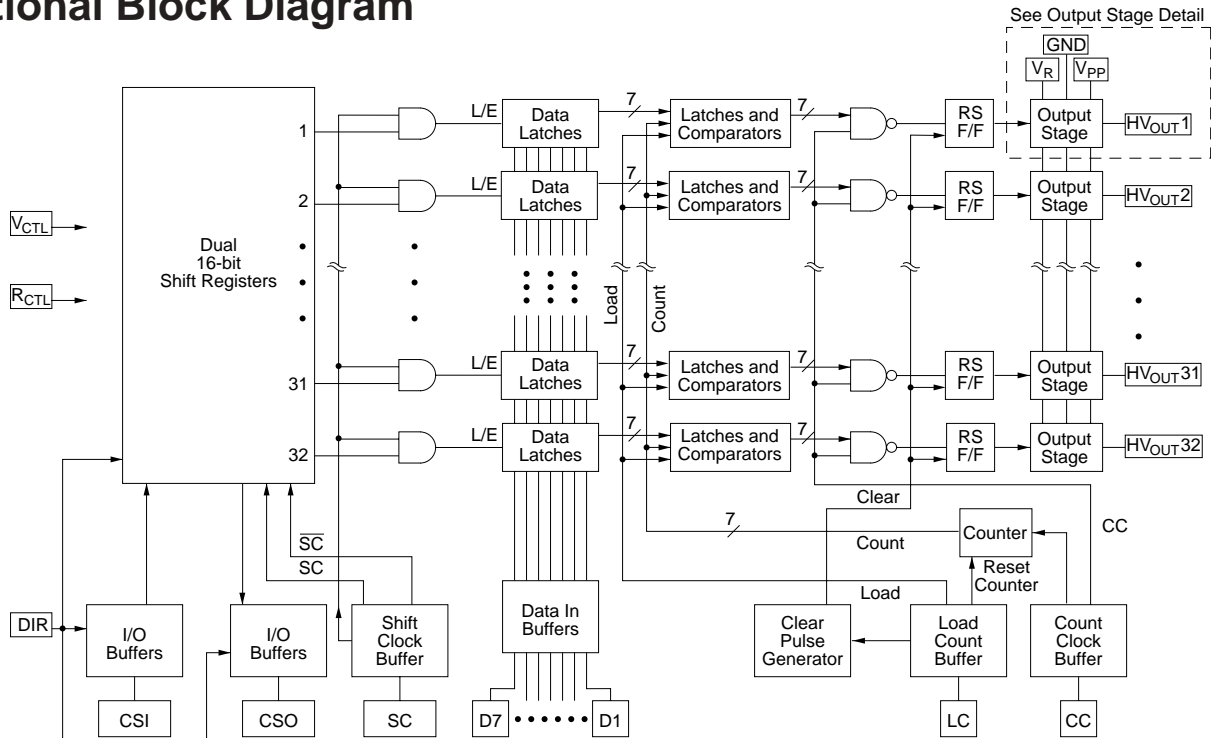 tional Block Diagram
See Output Stage Detail
GND
VR
VPP
1
L/E
Data
Latches
7
Latches and
Comparators
7
RS
F/F
Output
Stage
HVOUT1
2
L/E
Data
Latches
7
Latches and
Comparators
7
RS
F/F
Output
Stage
HVOUT2
VCTL
RCTL
Dual
16-bit
Shift Registers
Load
Count
31
L/E
Data
Latches
7
Latches and
Comparators
7
RS
F/F
Output
Stage
HVOUT31
32
L/E
Data
Latches
7
Latches and
Comparators
7
RS
F/F
Output
Stage
HVOUT32
Clear
7
Count
Counter
CC
SC
SC
Reset
Counter
Load
DIR
I/O
Buffers
I/O
Buffers
Shift
Clock
Buffer
Data In
Buffers
Clear
Pulse
Generator
Load
Count
Buffer
Count
Clock
Buffer
CSI
CSO
SC
D7
D1
LC
CC